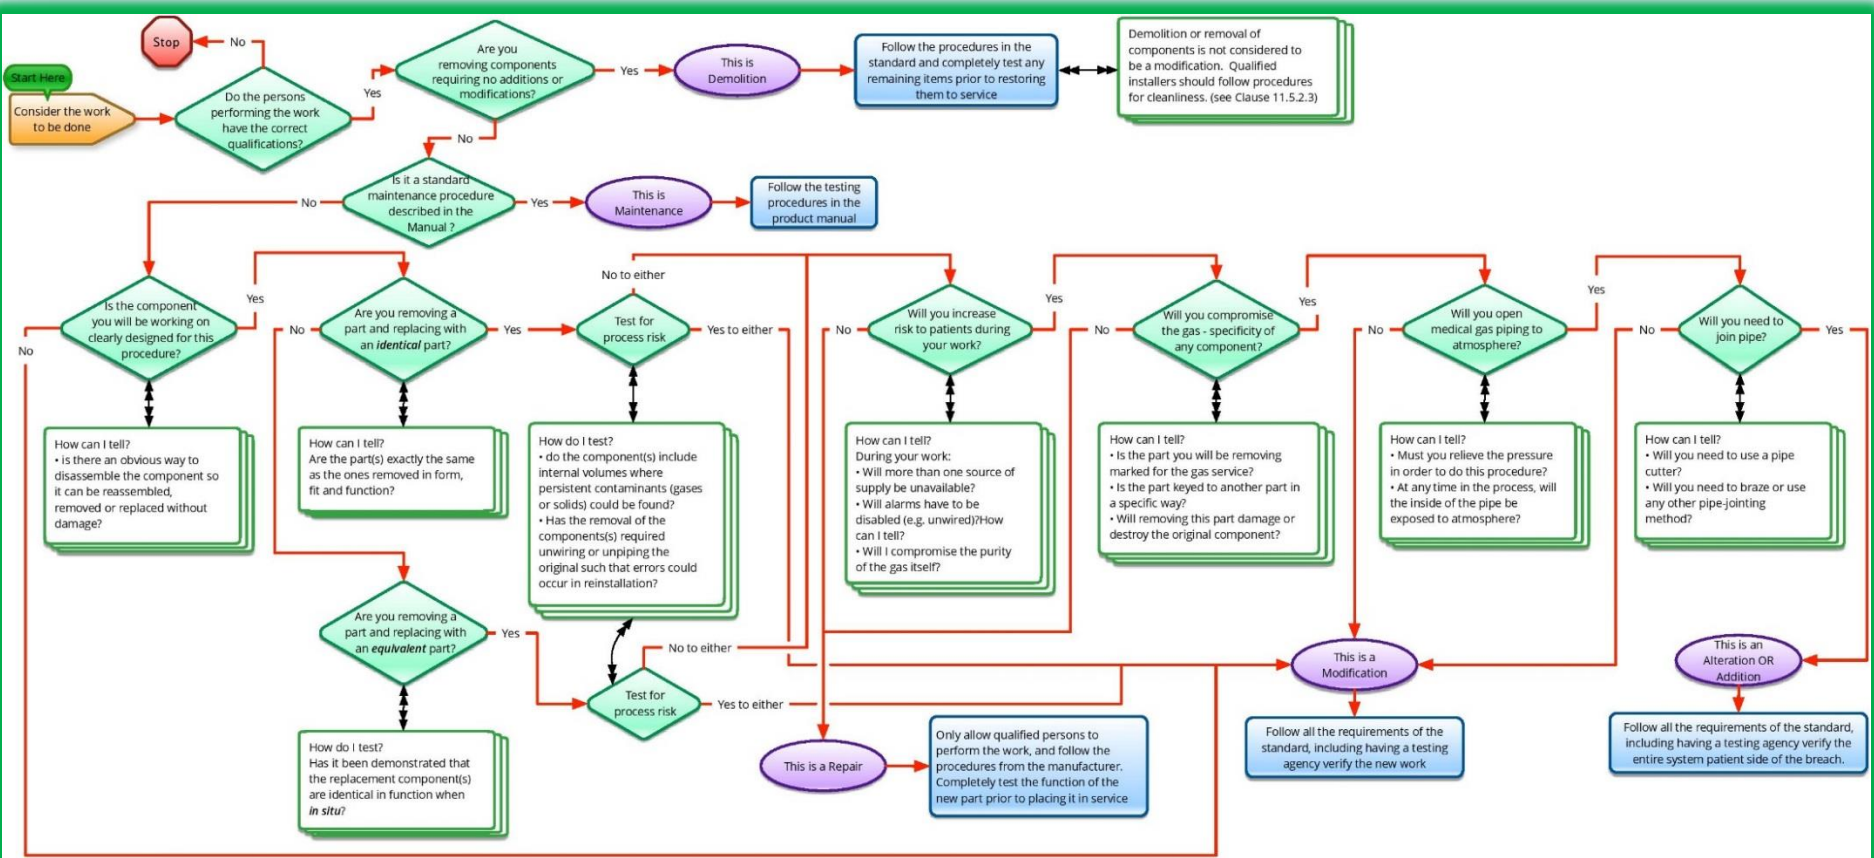 Stop
No
Start Here
Consider the work
to be done
Do the persons
performing the work
have the correct
qualifications?
Yes
Are you
removing components
requiring no additions or
modifications?
Yes
This is
Demolition
Follow the procedures in the
standard and completely test any
remaining items prior to restoring
them to service
Demolition or removal of
components is not considered to
be a modification. Qualified
installers should follow procedures
for cleanliness. (see Clause 11.5.2.3)
No
Is it a standard
maintenance procedure
described in the
Manual ?
No
Yes
This is
Maintenance
Follow the testing
procedures in the
product manual
Is the component
you will be working on
clearly designed for this
procedure?
No
Yes
Are you removing a
part and replacing with
an identical part?
No
Yes
No to either
Test for
process risk
Yes to either
Will you increase
risk to patients during
your work?
No
Yes
Will you compromise
the gas - specificity of
any component?
No
Yes
Will you open
medical gas piping to
atmosphere?
No
Yes
Will you need to
join pipe?
No
Yes
How can I tell?
• is there an obvious way to
disassemble the component so
it can be reassembled,
removed or replaced without
damage?
How can I tell?
Are the part(s) exactly the same
as the ones removed in form,
fit and function?
How do I test?
• do the component(s) include
internal volumes where
persistent contaminants (gases
or solids) could be found?
• Has the removal of the
components(s) required
unwiring or unpiping the
original such that errors could
occur in reinstallation?
How can I tell?
During your work:
• Will more than one source of
supply be unavailable?
• Will alarms have to be
disabled (e.g. unwired)?How
can I tell?
• Will I compromise the purity
of the gas itself?
How can I tell?
• Is the part you will be removing
marked for the gas service?
• Is the part keyed to another part in
a specific way?
• Will removing this part damage or
destroy the original component?
How can I tell?
• Must you relieve the pressure
in order to do this procedure?
• At any time in the process, will
the inside of the pipe be
exposed to atmosphere?
How can I tell?
• Will you need to use a pipe
cutter?
• Will you need to braze or use
any other pipe-jointing
method?
Are you removing a
part and replacing with
an equivalent part?
Yes
No to either
Test for
process risk
Yes to either
How do I test?
Has it been demonstrated that
the replacement component(s)
are identical in function when
in situ?
This is a Repair
Only allow qualified persons to
perform the work, and follow the
procedures from the manufacturer.
Completely test the function of the
new part prior to placing it in service
This is a
Modification
Follow all the requirements of the
standard, including having a testing
agency verify the new work
This is an
Alteration OR
Addition
Follow all the requirements of the standard,
including having a testing agency verify the
entire system patient side of the breach.